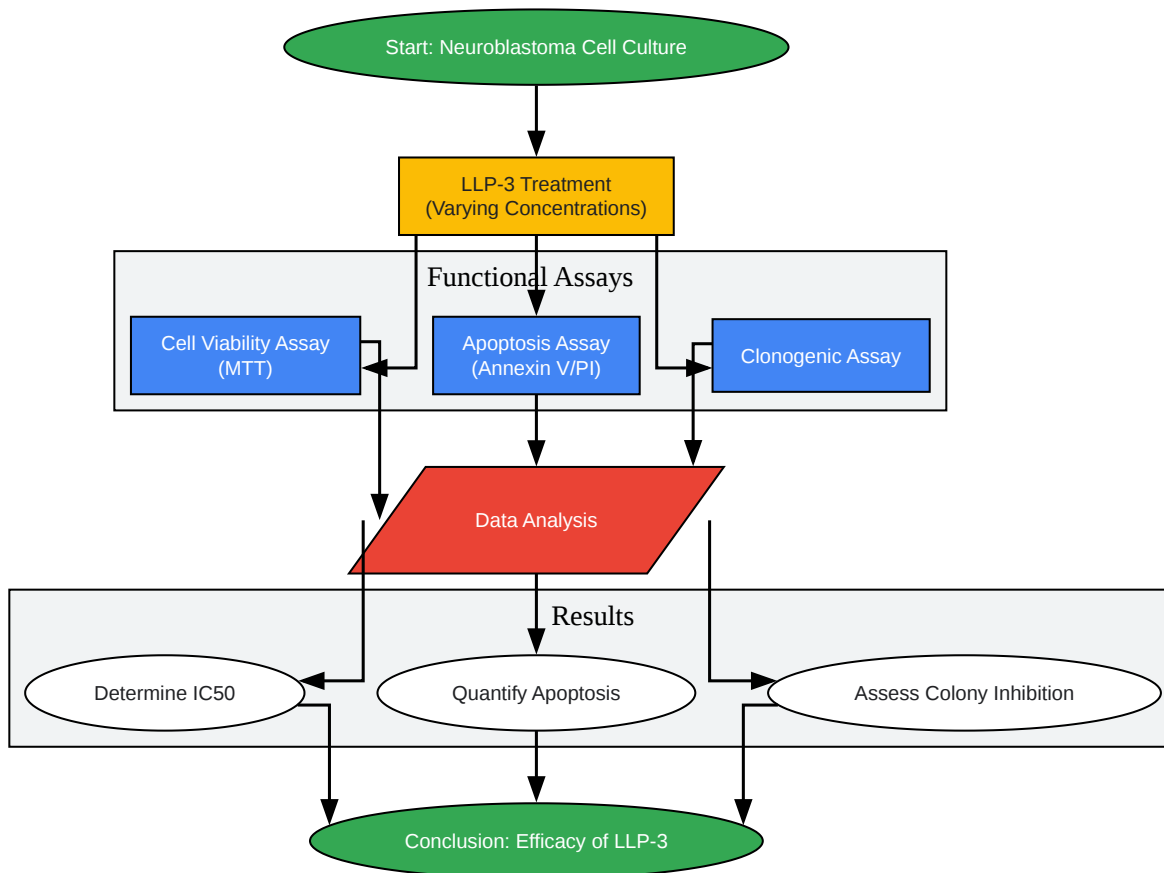 Start: Neuroblastoma Cell Culture
LLP-3 Treatment
(Varying Concentrations)
Functional Assays
Cell Viability Assay
(MTT)
Apoptosis Assay
(Annexin V/PI)
Clonogenic Assay
Data Analysis
Results
Determine IC50
Quantify Apoptosis
Assess Colony Inhibition
Conclusion: Efficacy of LLP-3